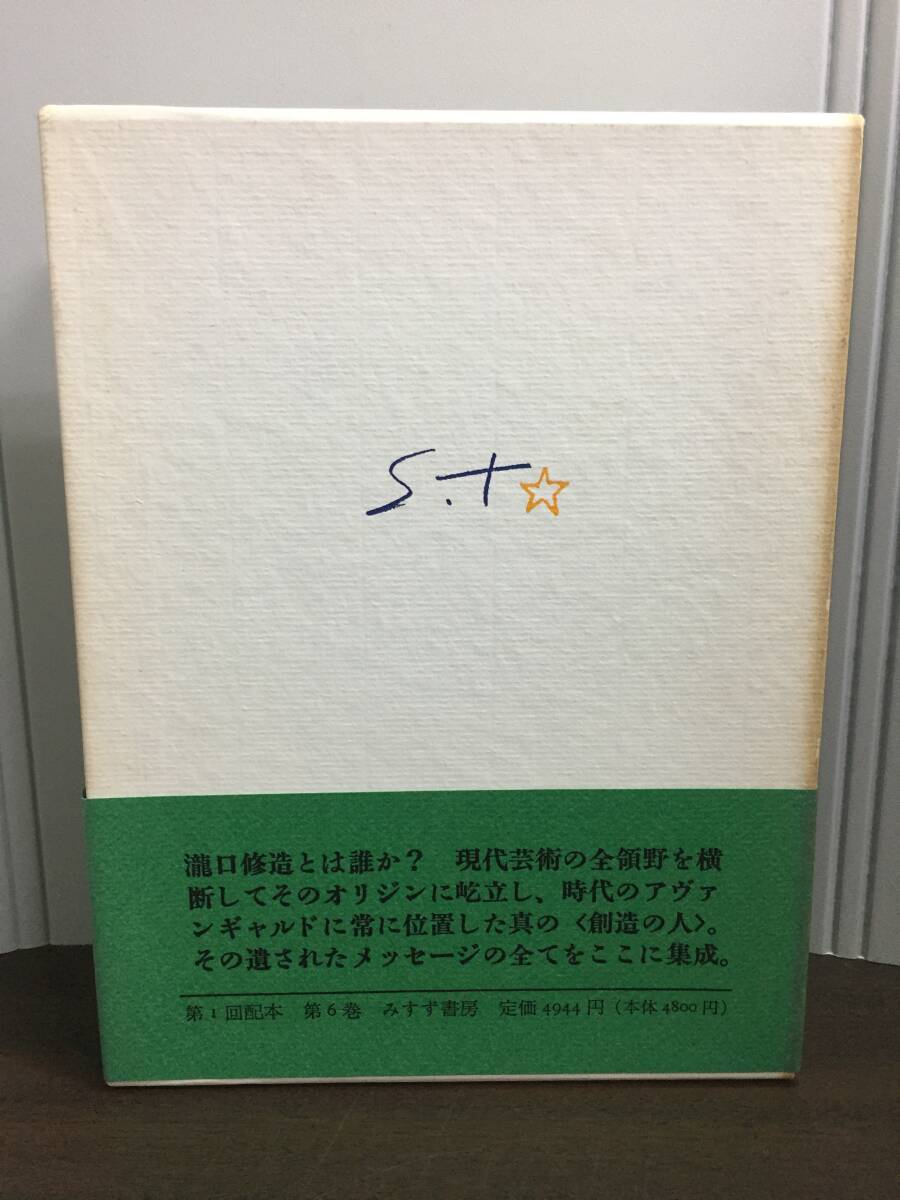 S.T
瀧口修造とは誰か？　現代芸術の全領野を横
断してそのオリジンに屹立し、時代のアヴァ
ンギャルドに常に位置した真の〈創造の人〉。
その遺されたメッセージの全てをここに集成。
第1回配本　第6巻　みすず書房　定価4944円（本体4800円）